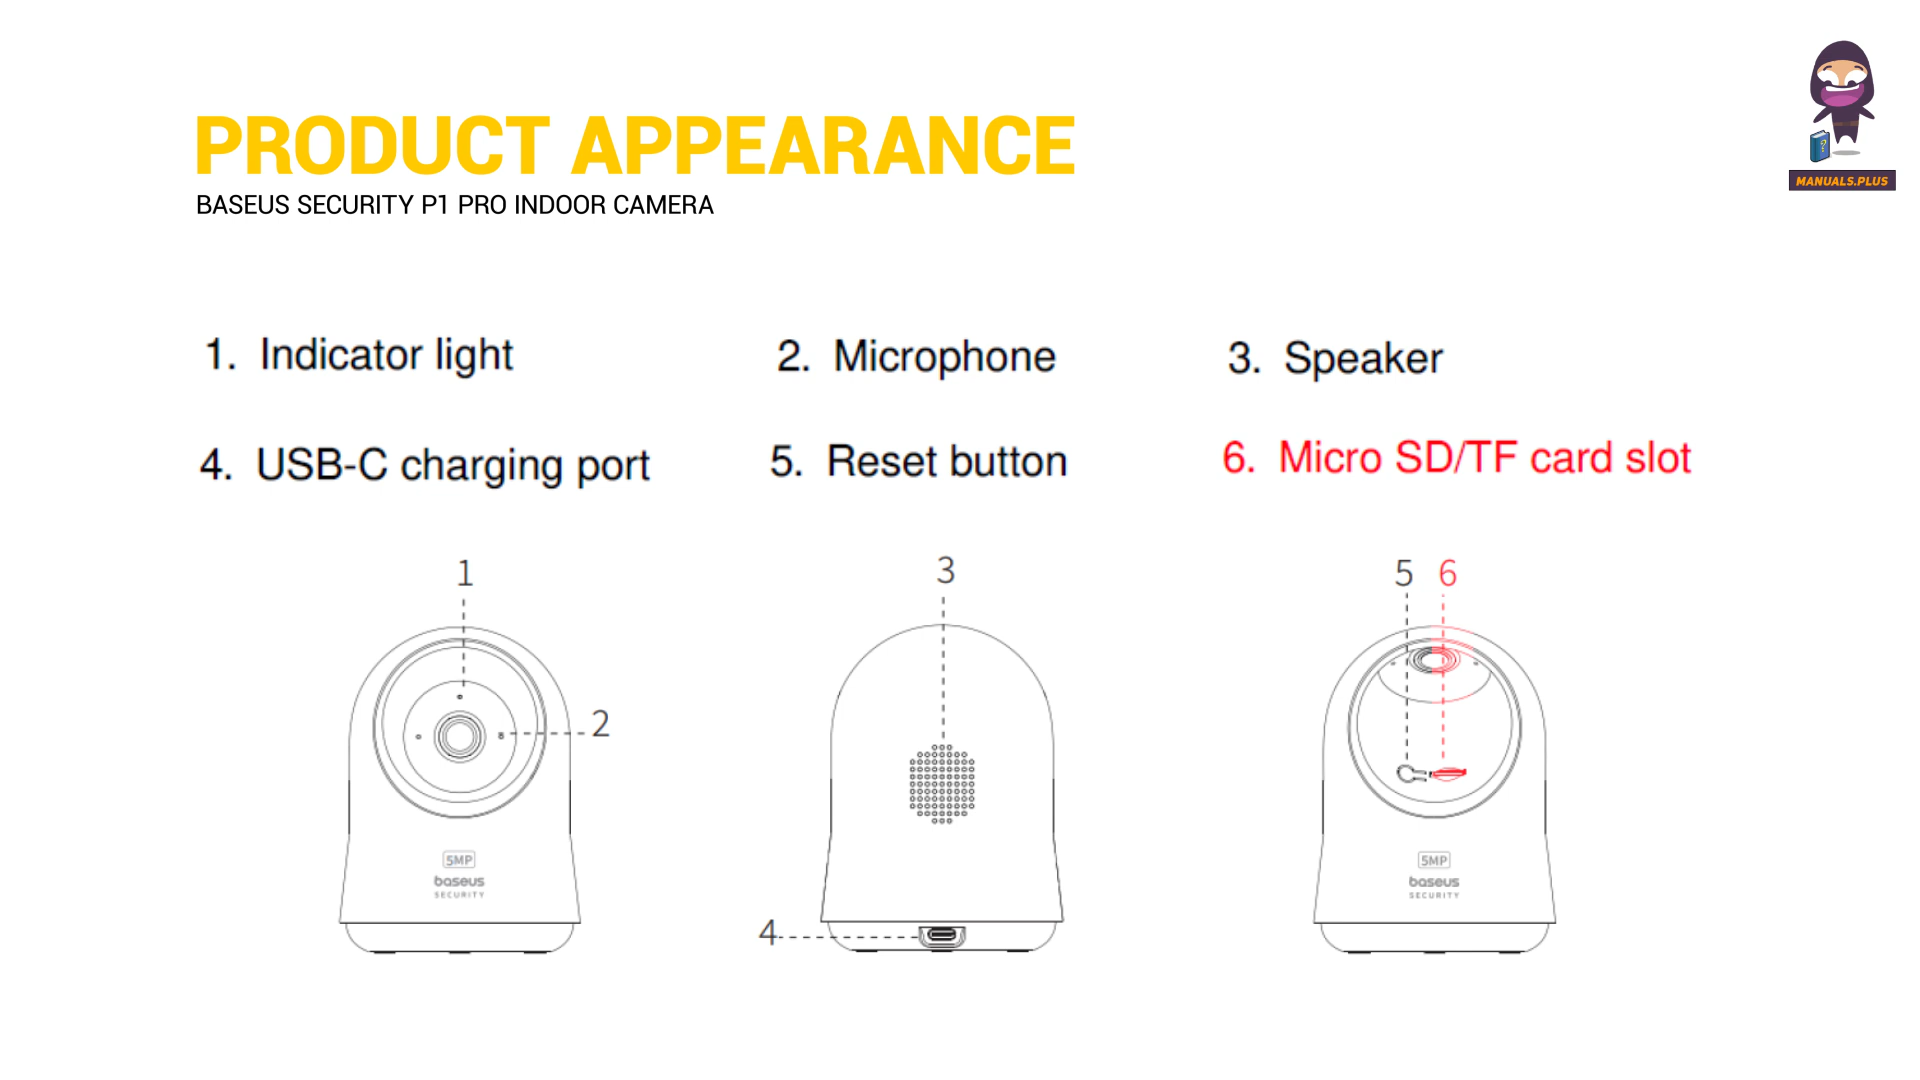 MANUALS.PLUS
PRODUCT APPEARANCE
BASEUS SECURITY P1 PRO INDOOR CAMERA
1. Indicator light
2. Microphone
3. Speaker
4. USB-C charging port
5. Reset button
6. Micro SD/TF card slot
1
2
5MP
baseus
SECURITY
3
4
5 6
5MP
baseus
SECURITY